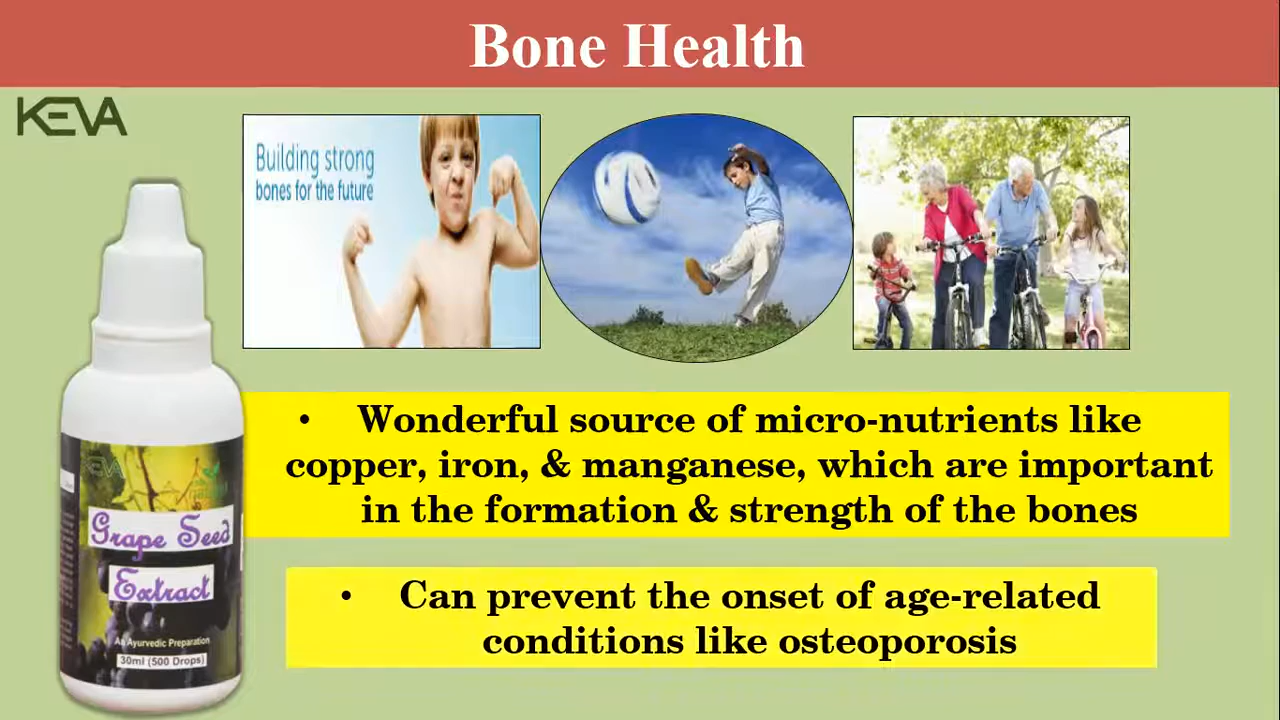 Bone Health
KEVA
Building strong
bones for the future
• Wonderful source of micro-nutrients like
copper, iron, & manganese, which are important
in the formation & strength of the bones
• Can prevent the onset of age-related
conditions like osteoporosis
KEVA
Grape Seed
Extract
An Ayurvedic Preparation
30ml (500 Drops)